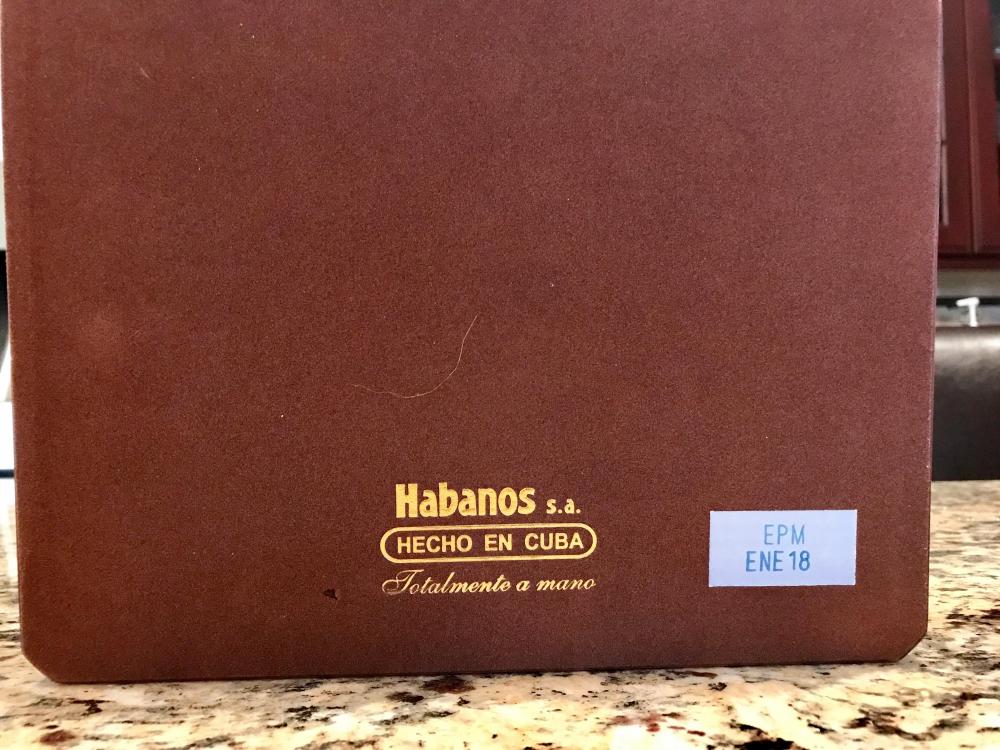 Habanos s.a.
HECHO EN CUBA
Totalmente a mano
EPM
ENE 18